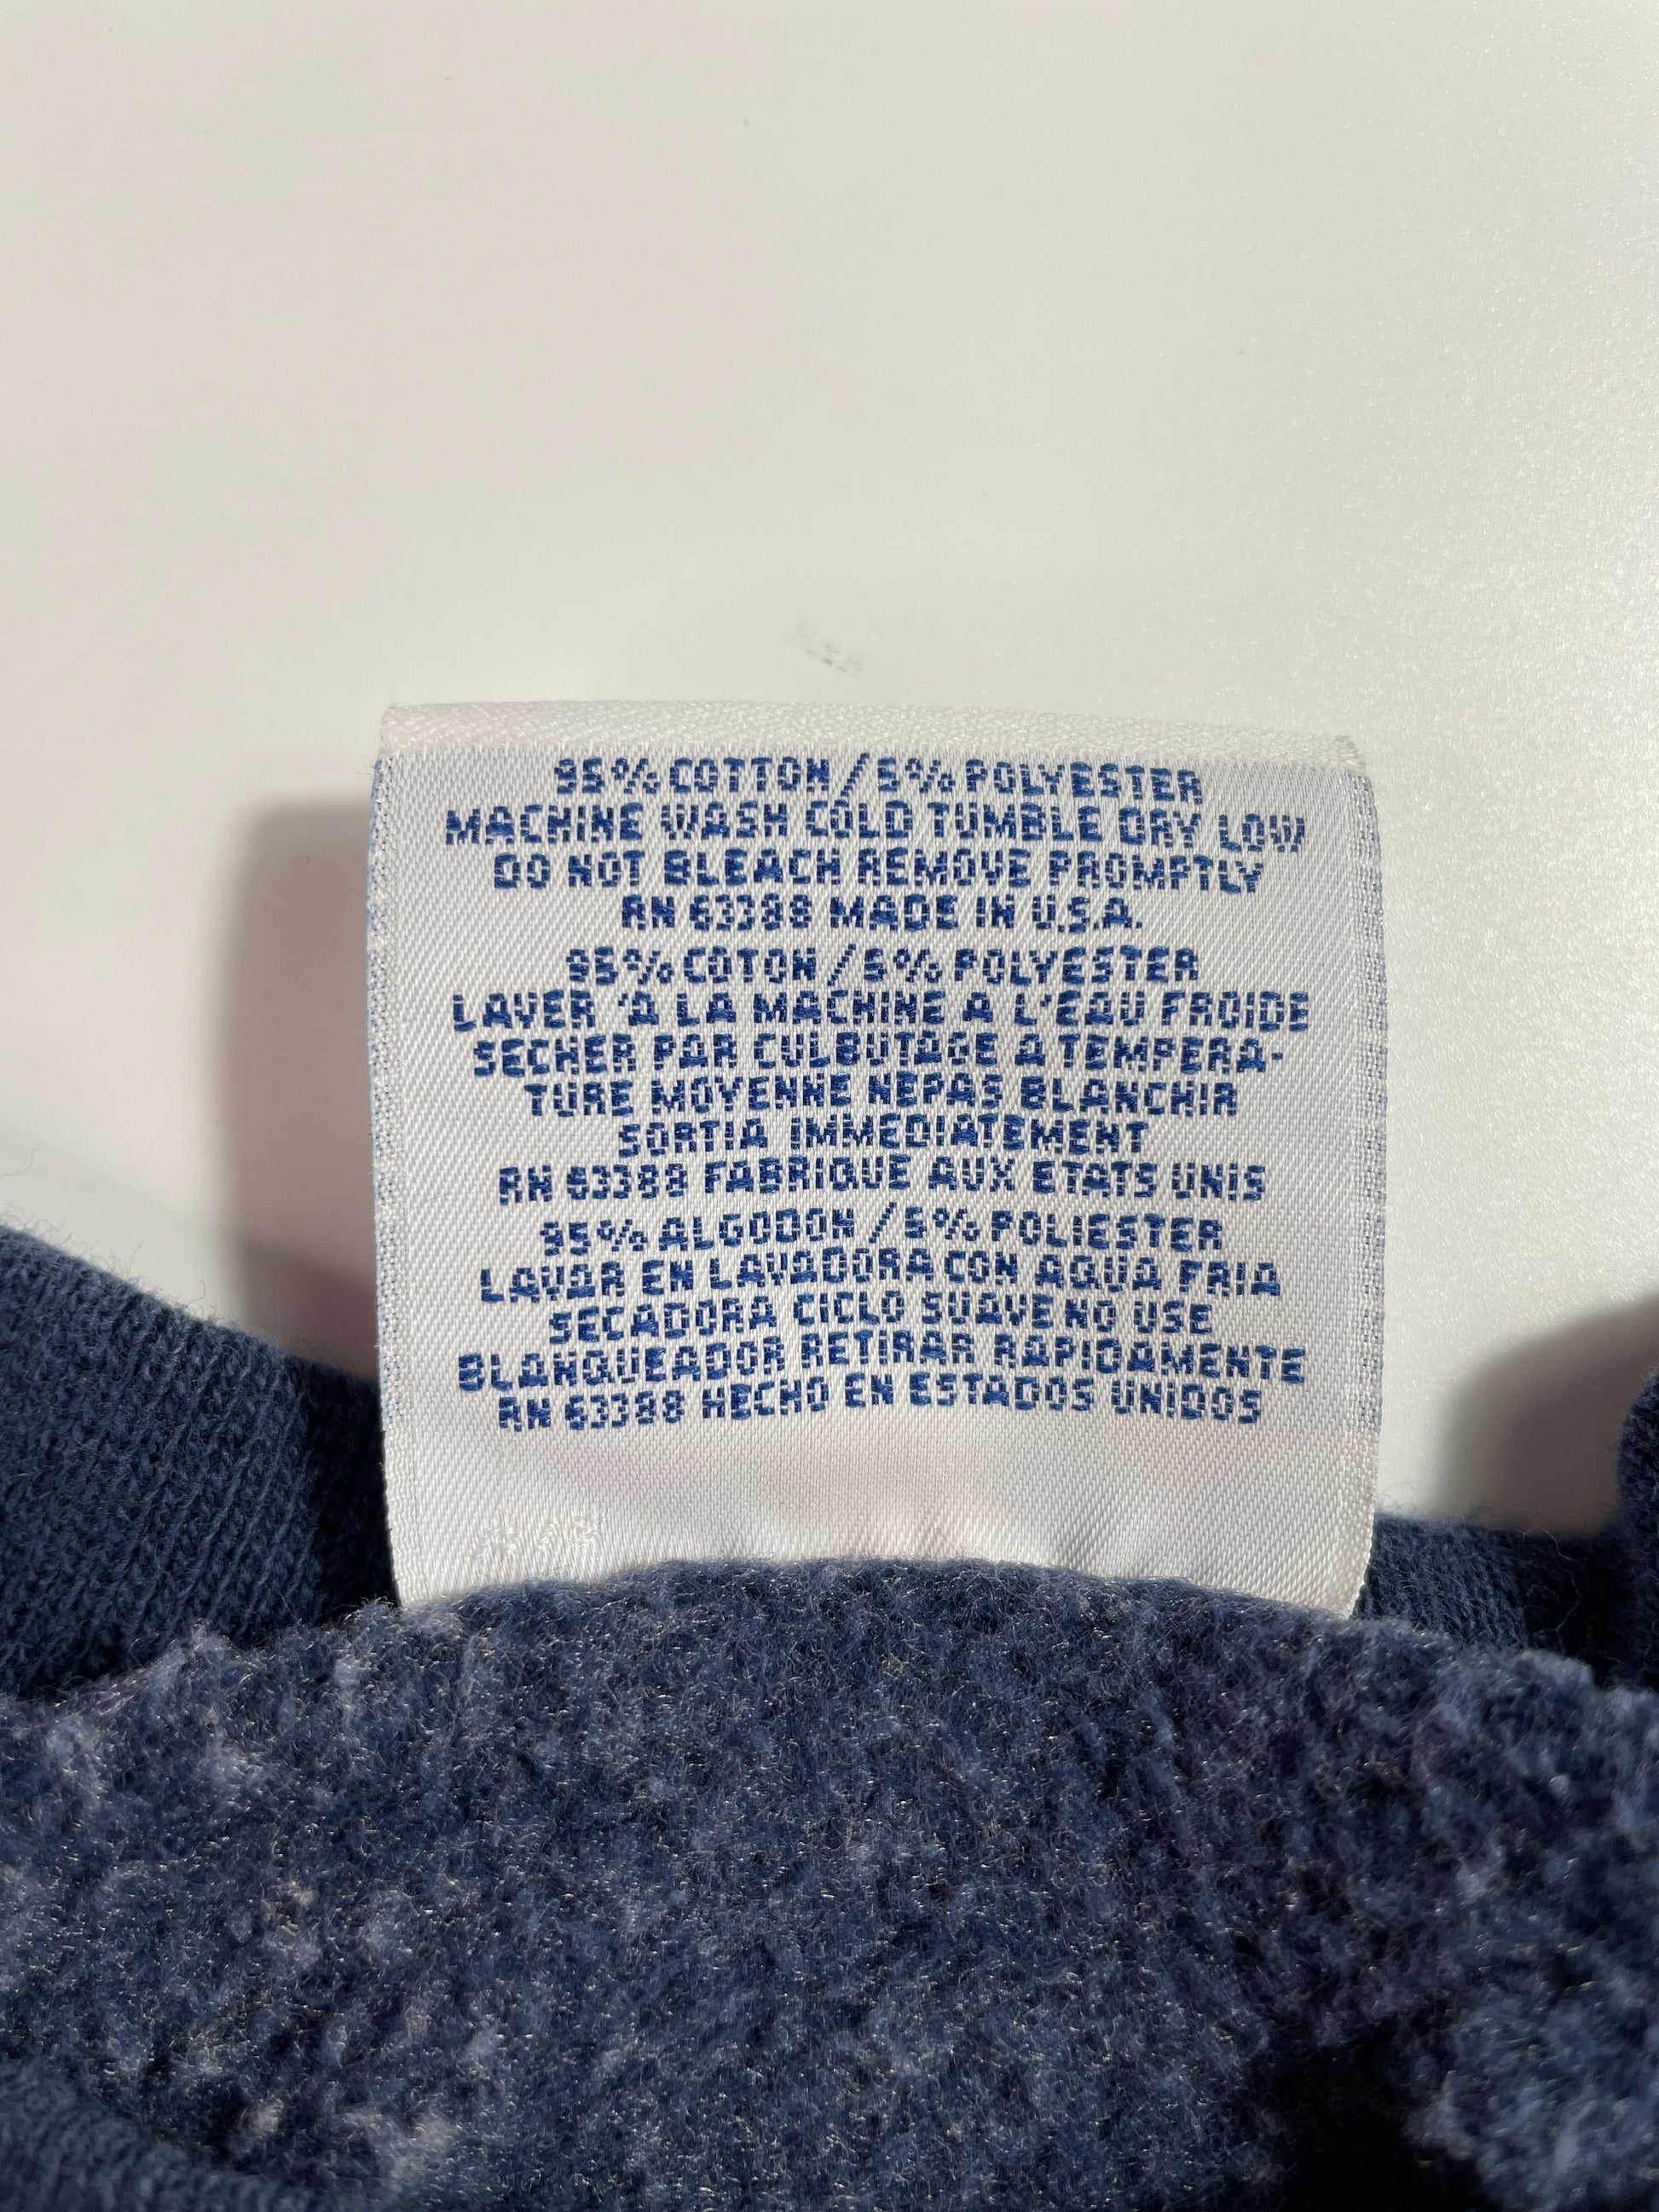 95% COTTON / 5% POLYESTER
MACHINE WASH COLD TUMBLE DRY LOW
DO NOT BLEACH REMOVE PROMPTLY
RN 63388 MADE IN U.S.A.
95% COTON / 5% POLYESTER
LAVER 'A LA MACHINE A L'EAU FROIDE
SECHER PAR CULBUTAGE A TEMPERA-
TURE MOYENNE NEPAS BLANCHIR
SORTIA IMMEDIATEMENT
RN 63388 FABRIQUE AUX ETATS UNIS
95% ALGODON / 5% POLIESTER
LAVAR EN LAVADORA CON AQUA FRIA
SECADORA CICLO SUAVE NO USE
BLANQUEADOR RETIRAR RAPIDAMENTE
RN 63388 HECHO EN ESTADOS UNIDOS